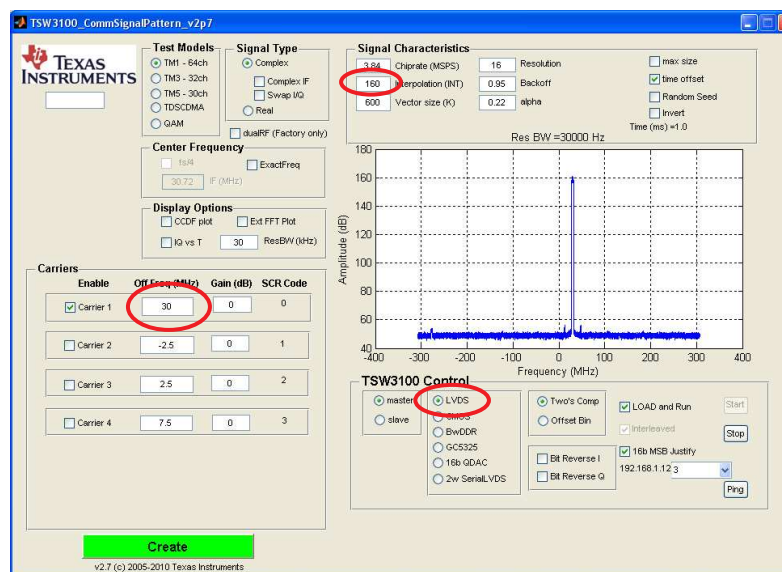 TSW3100_CommSignalPattern_v2p7
TEXAS
INSTRUMENTS
Test Models
TM1 - 64ch
TM3 - 32ch
TM5 - 30ch
TDSCDMA
QAM
Signal Type
Complex
Complex IF
Swap I/Q
Real
dualRF (Factory only)
Center Frequency
fs/4
ExactFreq
30.72 IF (MHz)
Display Options
CCDF plot
Ext FFT Plot
IQ vs T
30 ResBW (kHz)
Signal Characteristics
3.84 Chiprate (MSPS) 16 Resolution
160 Interpolation (INT) 0.95 Backoff
600 Vector size (K) 0.22 alpha
max size
time offset
Random Seed
Invert
Time (ms) =1.0
Res BW =30000 Hz
Amplitude (dB)
180
160
140
120
100
80
60
40
-400 -300 -200 -100 0 100 200 300 400
Frequency (MHz)
Carriers
Enable Off Freq (MHz) Gain (dB) SCR Code
Carrier 1 30 0 0
Carrier 2 -2.5 0 1
Carrier 3 2.5 0 2
Carrier 4 7.5 0 3
TSW3100 Control
master
slave
LVDS
CMOS
BwDDR
GC5325
16b QDAC
2w SerialLVDS
Two's Comp
Offset Bin
Bit Reverse I
Bit Reverse Q
LOAD and Run
Interleaved
16b MSB Justify
192.168.1.12 3
Start
Stop
Ping
Create
v2.7 (c) 2005-2010 Texas Instruments